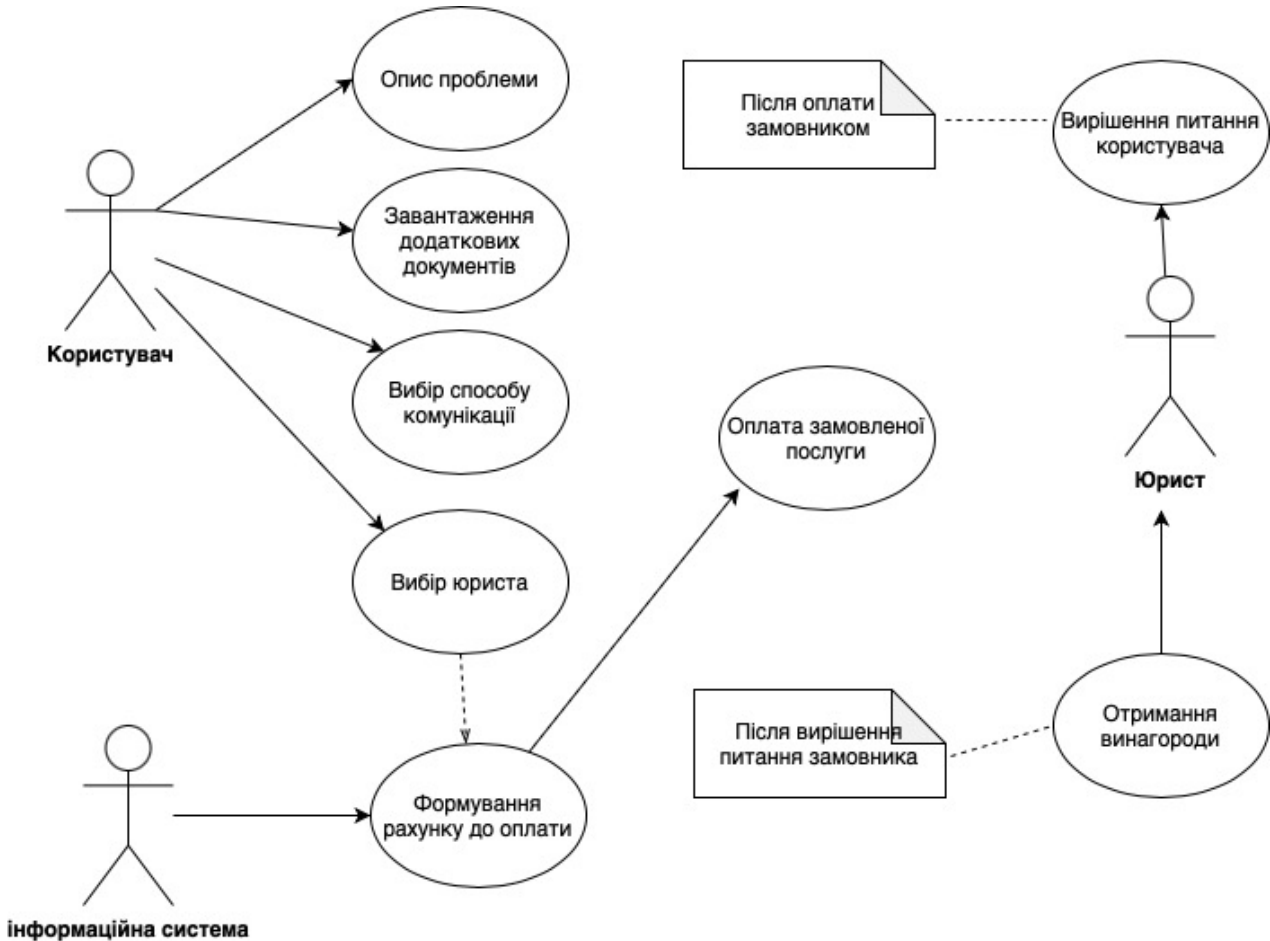 Опис проблеми
Завантаження
додаткових
документів
Користувач
Вибір способу
комунікації
Вибір юриста
Формування
рахунку до оплати
інформаційна система
Після оплати
замовником
Вирішення питання
користувача
Оплата замовленої
послуги
Юрист
Після вирішення
питання замовника
Отримання
винагороди